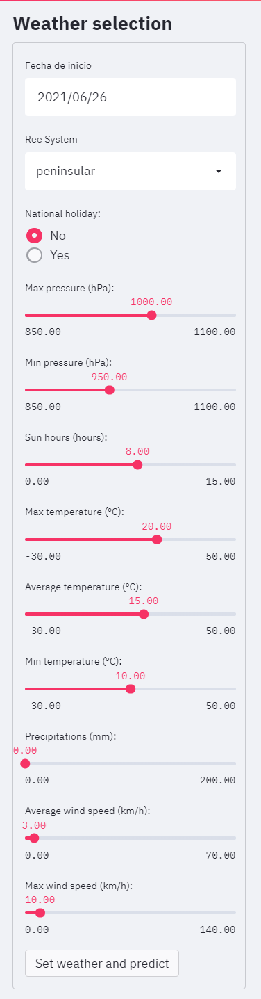 Weather selection
Fecha de inicio
2021/06/26
Ree System
peninsular
National holiday:
No
Yes
Max pressure (hPa):
1000.00
850.00 1100.00
Min pressure (hPa):
950.00
850.00 1100.00
Sun hours (hours):
8.00
0.00 15.00
Max temperature (ºC):
20.00
-30.00 50.00
Average temperature (ºC):
15.00
-30.00 50.00
Min temperature (ºC):
10.00
-30.00 50.00
Precipitations (mm):
0.00
0.00 200.00
Average wind speed (km/h):
3.00
0.00 70.00
Max wind speed (km/h):
10.00
0.00 140.00
Set weather and predict